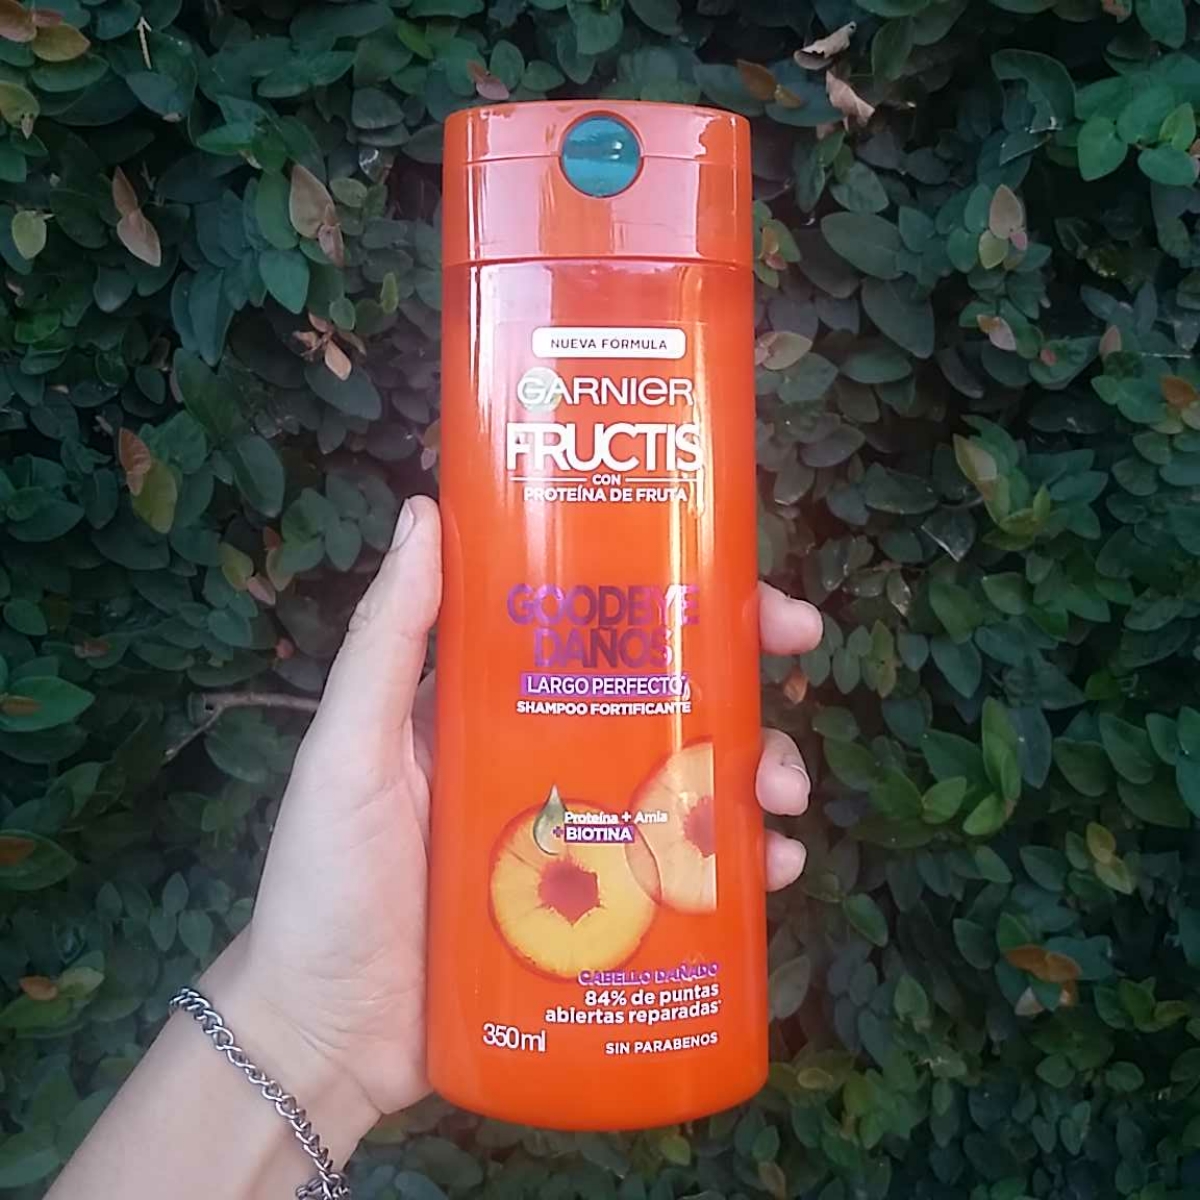 NUEVA FÓRMULA
GARNIER
FRUCTIS
CON
PROTEÍNA DE FRUTA
GOODBYE
DAÑOS
LARGO PERFECTO
SHAMPOO FORTIFICANTE
Proteína + Amla
+BIOTINA
CABELLO DAÑADO
84% de puntas
abiertas reparadas*
350ml
SIN PARABENOS